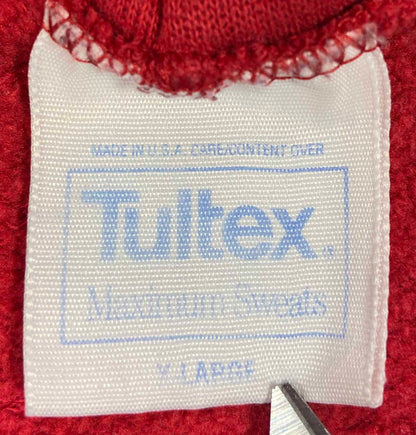 MADE IN U.S.A. CARE/CONTENT OVER
Tultex®
Maximum Sweats
X-LARGE